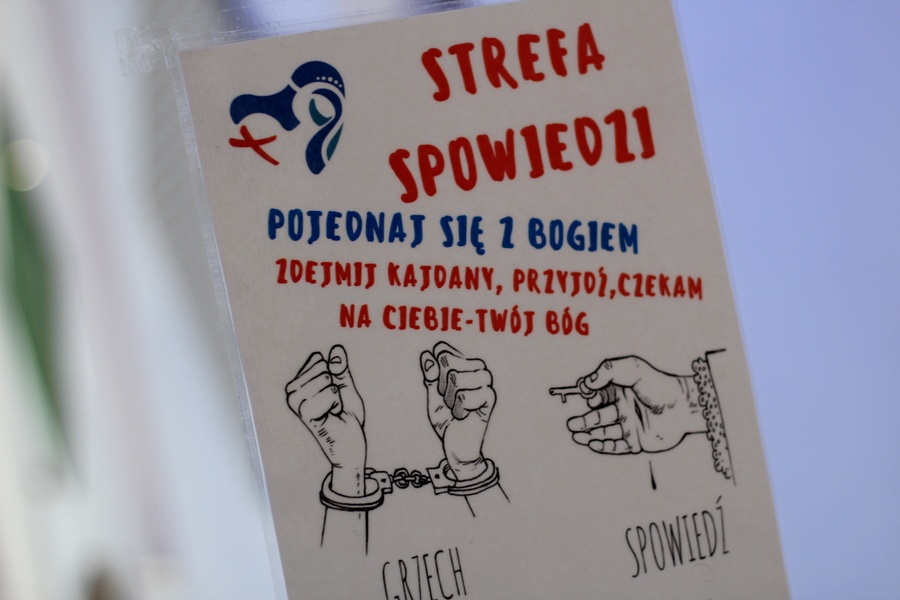 STREFA
SPOWIEDZI
POJEDNAJ SIĘ Z BOGIEM
ZDEJMIJ KAJDANY, PRZYJDŹ,CZEKAM
NA CIEBIE-TWÓJ BÓG
GRZECH
SPOWIEDŹ